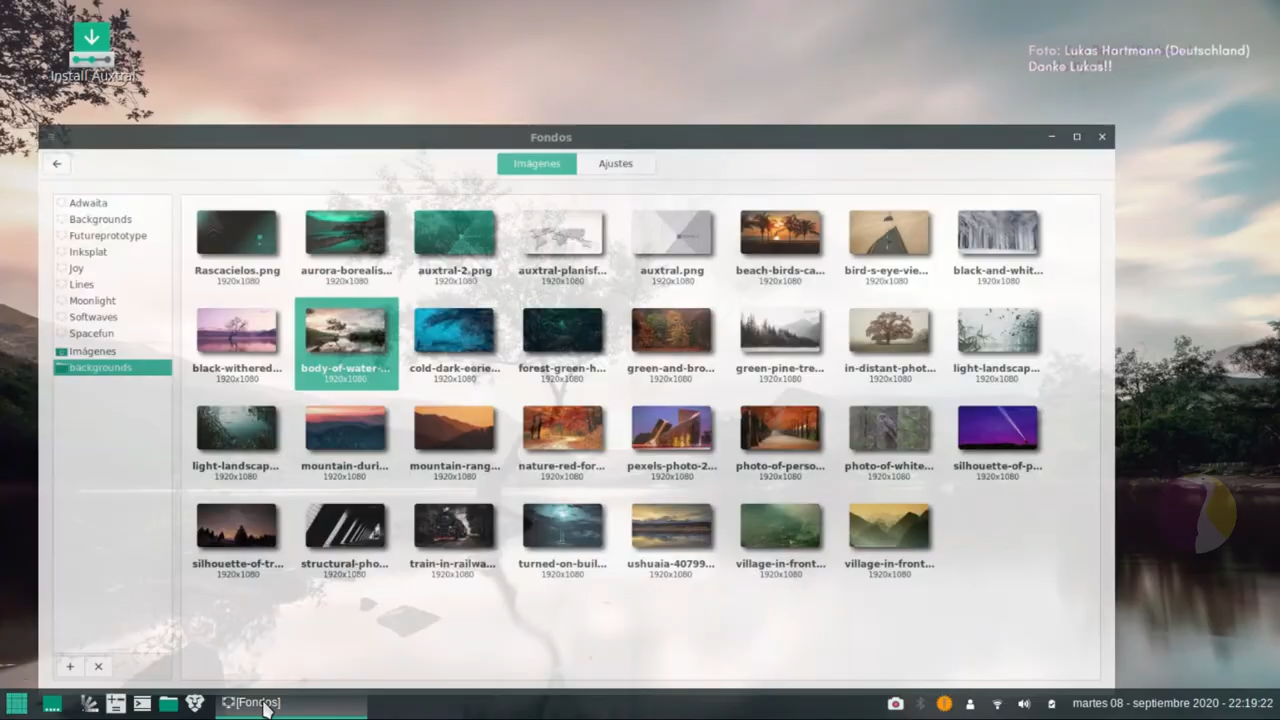 Install Auxtral
Foto: Lukas Hartmann (Deutschland)
Danke Lukas!!
Fondos
Imágenes
Ajustes
Adwaita
Backgrounds
Futureprototype
Inksplat
Joy
Lines
Moonlight
Softwaves
Spacefun
Imágenes
backgrounds
Rascacielos.png
1920x1080
aurora-borealis...
1920x1080
auxtral-2.png
1920x1080
auxtral-planisf...
1920x1080
auxtral.png
1920x1080
beach-birds-ca...
1920x1080
bird-s-eye-vie...
1920x1080
black-and-whit...
1920x1080
black-withered...
1920x1080
body-of-water-...
1920x1080
cold-dark-eerie...
1920x1080
forest-green-h...
1920x1080
green-and-bro...
1920x1080
green-pine-tre...
1920x1080
in-distant-phot...
1920x1080
light-landscap...
1920x1080
light-landscap...
1920x1080
mountain-duri...
1920x1080
mountain-rang...
1920x1080
nature-red-for...
1920x1080
pexels-photo-2...
1920x1080
photo-of-perso...
1920x1080
photo-of-white...
1920x1080
silhouette-of-p...
1920x1080
silhouette-of-tr...
1920x1080
structural-pho...
1920x1080
train-in-railwa...
1920x1080
turned-on-buil...
1920x1080
ushuaia-40799...
1920x1080
village-in-front...
1920x1080
village-in-front...
1920x1080
[Fondos]
martes 08 - septiembre 2020 - 22:19:22